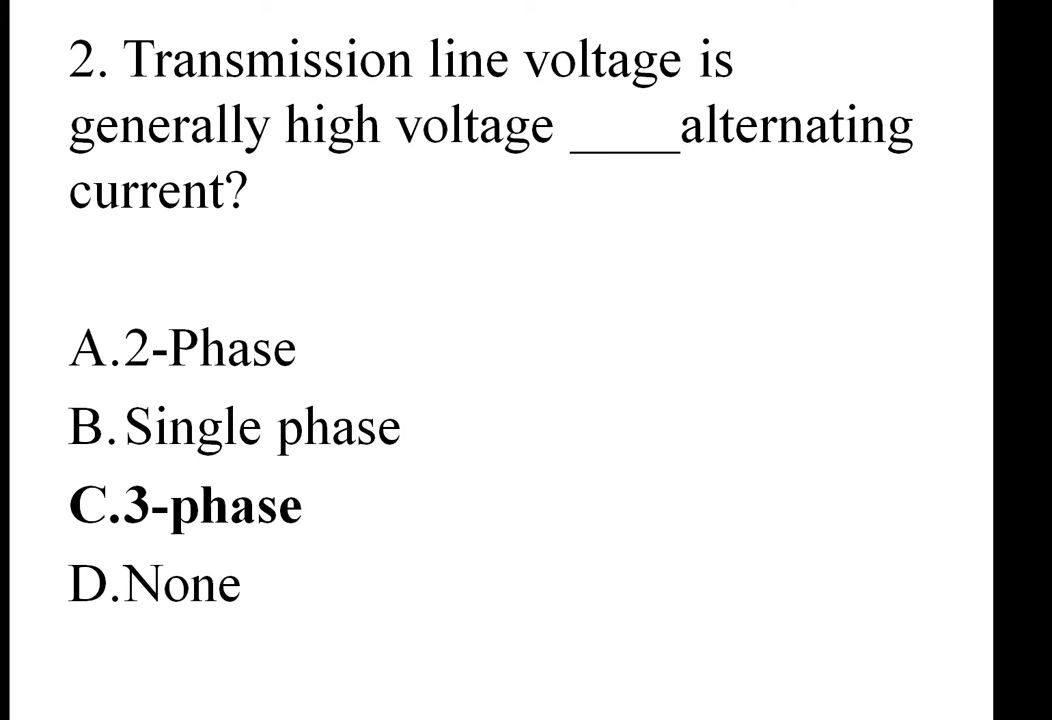 2. Transmission line voltage is
generally high voltage ____alternating
current?
A.2-Phase
B.Single phase
C.3-phase
D.None